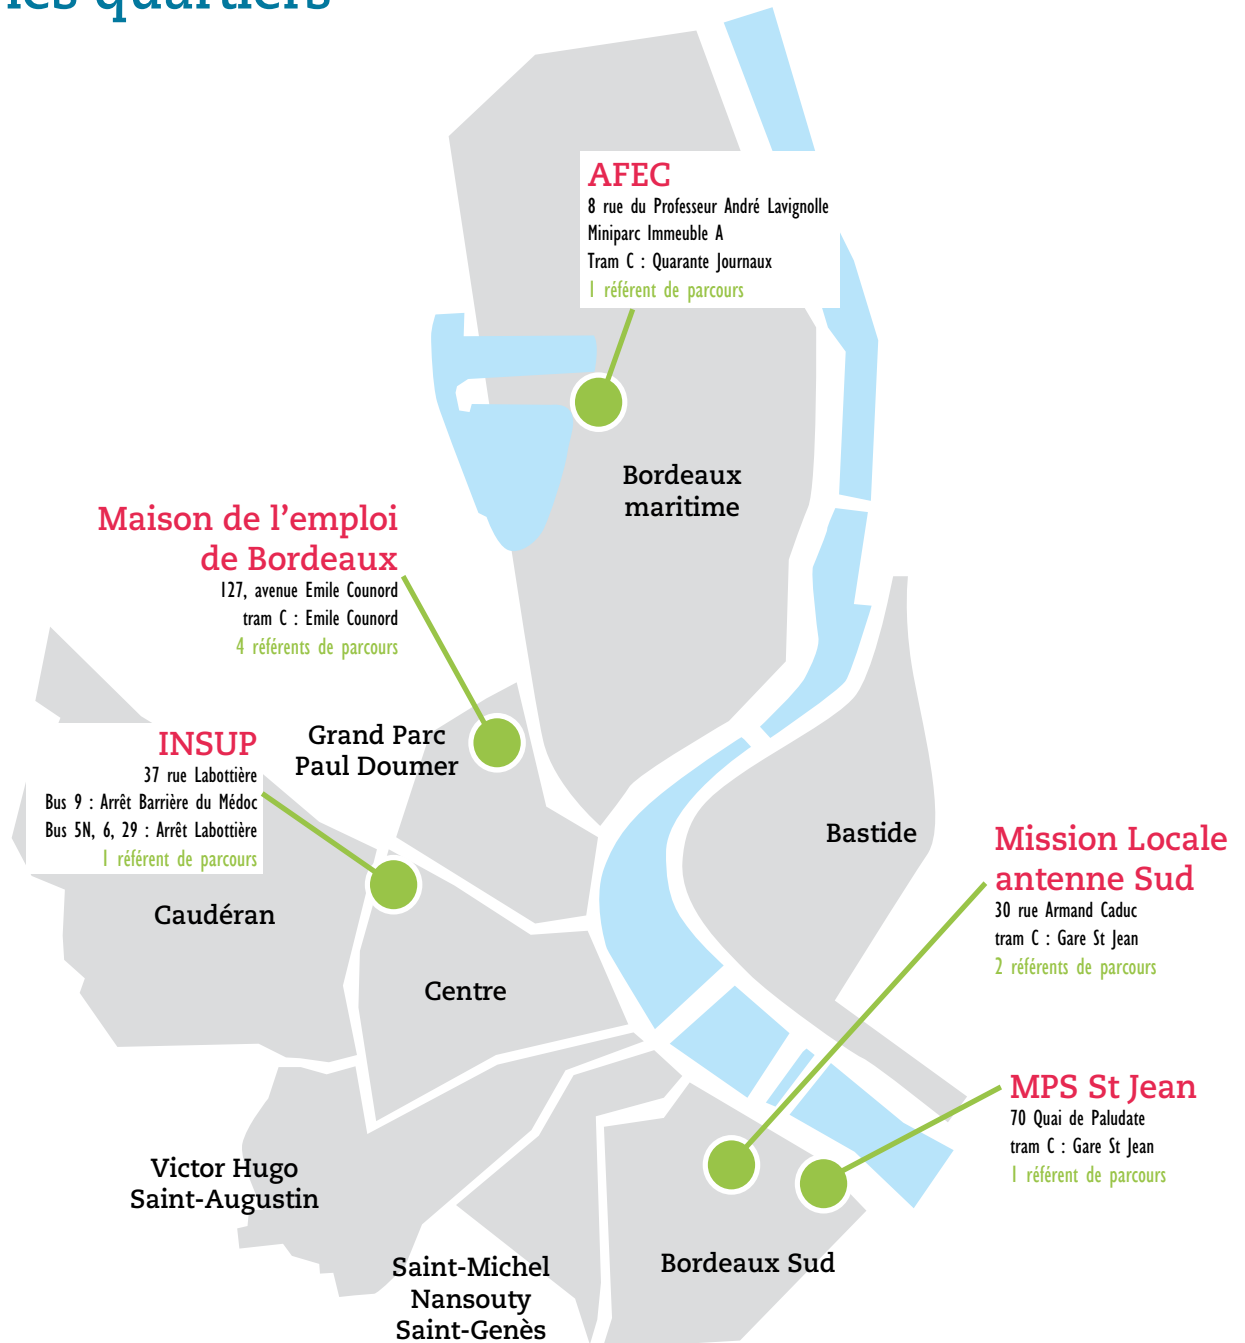 les quartiers
AFEC
8 rue du Professeur André Lavignolle
Miniparc Immeuble A
Tram C : Quarante Journaux
1 référent de parcours
Bordeaux
maritime
Maison de l'emploi
de Bordeaux
127, avenue Emile Counord
tram C : Emile Counord
4 référents de parcours
Grand Parc
Paul Doumer
INSUP
37 rue Labottière
Bus 9 : Arrêt Barrière du Médoc
Bus 5N, 6, 29 : Arrêt Labottière
1 référent de parcours
Bastide
Mission Locale
antenne Sud
30 rue Armand Caduc
tram C : Gare St Jean
2 référents de parcours
Caudéran
Centre
MPS St Jean
70 Quai de Paludate
tram C : Gare St Jean
1 référent de parcours
Victor Hugo
Saint-Augustin
Saint-Michel
Nansouty
Saint-Genès
Bordeaux Sud